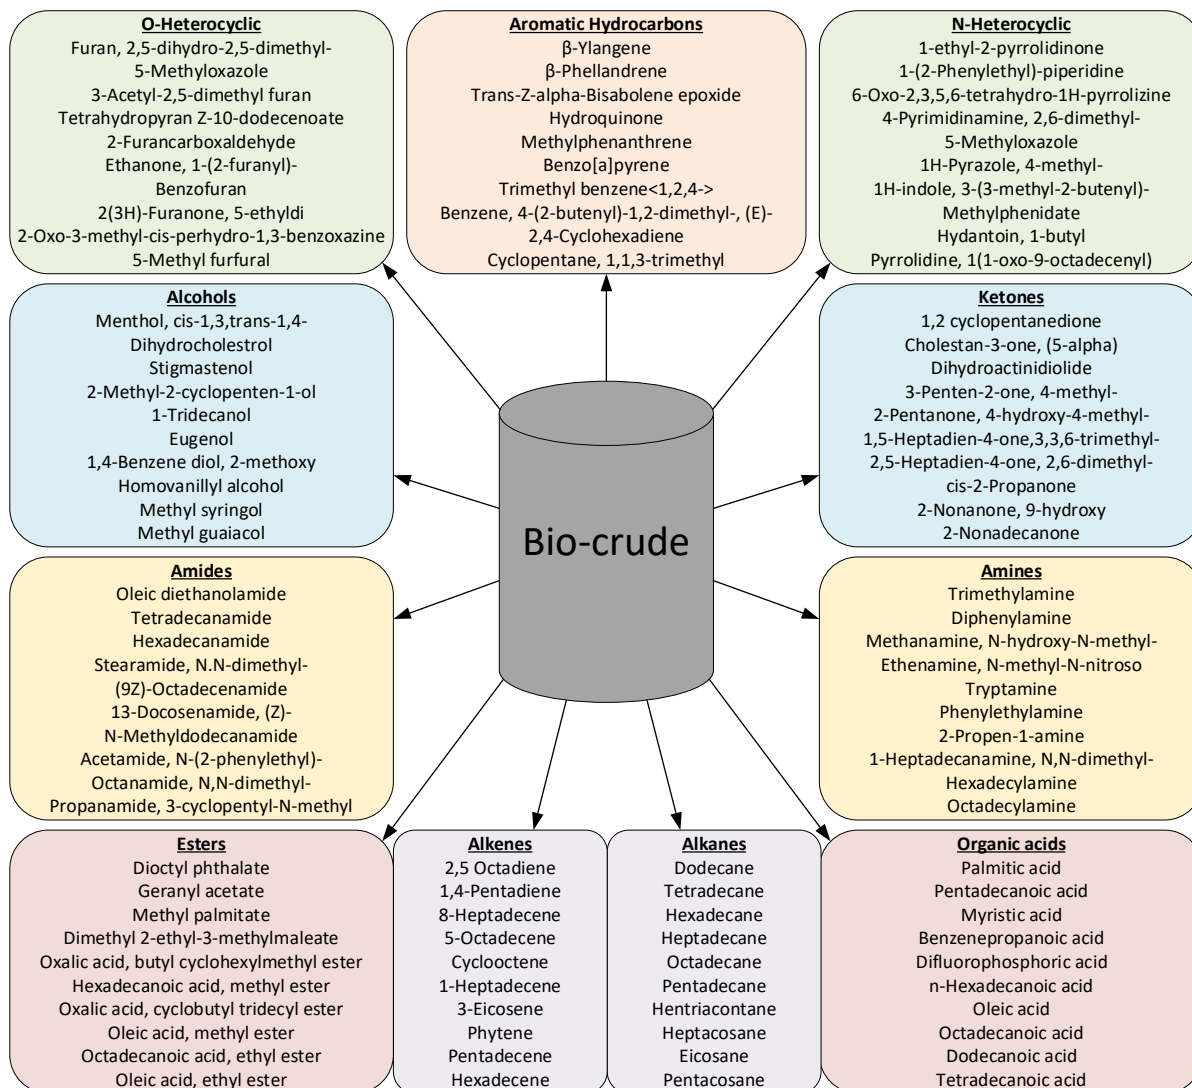 O-Heterocyclic
Furan, 2,5-dihydro-2,5-dimethyl-
5-Methyloxazole
3-Acetyl-2,5-dimethyl furan
Tetrahydropyran Z-10-dodecenoate
2-Furancarboxaldehyde
Ethanone, 1-(2-furanyl)-
Benzofuran
2(3H)-Furanone, 5-ethyldi
2-Oxo-3-methyl-cis-perhydro-1,3-benzoxazine
5-Methyl furfural
Aromatic Hydrocarbons
β-Ylangene
β-Phellandrene
Trans-Z-alpha-Bisabolene epoxide
Hydroquinone
Methylphenanthrene
Benzo[a]pyrene
Trimethyl benzene<1,2,4->
Benzene, 4-(2-butenyl)-1,2-dimethyl-, (E)-
2,4-Cyclohexadiene
Cyclopentane, 1,1,3-trimethyl
N-Heterocyclic
1-ethyl-2-pyrrolidinone
1-(2-Phenylethyl)-piperidine
6-Oxo-2,3,5,6-tetrahydro-1H-pyrrolizine
4-Pyrimidinamine, 2,6-dimethyl-
5-Methyloxazole
1H-Pyrazole, 4-methyl-
1H-indole, 3-(3-methyl-2-butenyl)-
Methylphenidate
Hydantoin, 1-butyl
Pyrrolidine, 1(1-oxo-9-octadecenyl)
Alcohols
Menthol, cis-1,3,trans-1,4-
Dihydrocholestrol
Stigmastenol
2-Methyl-2-cyclopenten-1-ol
1-Tridecanol
Eugenol
1,4-Benzene diol, 2-methoxy
Homovanillyl alcohol
Methyl syringol
Methyl guaiacol
Bio-crude
Ketones
1,2 cyclopentanedione
Cholestan-3-one, (5-alpha)
Dihydroactinidiolide
3-Penten-2-one, 4-methyl-
2-Pentanone, 4-hydroxy-4-methyl-
1,5-Heptadien-4-one,3,3,6-trimethyl-
2,5-Heptadien-4-one, 2,6-dimethyl-
cis-2-Propanone
2-Nonanone, 9-hydroxy
2-Nonadecanone
Amides
Oleic diethanolamide
Tetradecanamide
Hexadecanamide
Stearamide, N.N-dimethyl-
(9Z)-Octadecenamide
13-Docosenamide, (Z)-
N-Methyldodecanamide
Acetamide, N-(2-phenylethyl)-
Octanamide, N,N-dimethyl-
Propanamide, 3-cyclopentyl-N-methyl
Amines
Trimethylamine
Diphenylamine
Methanamine, N-hydroxy-N-methyl-
Ethenamine, N-methyl-N-nitroso
Tryptamine
Phenylethylamine
2-Propen-1-amine
1-Heptadecanamine, N,N-dimethyl-
Hexadecylamine
Octadecylamine
Esters
Dioctyl phthalate
Geranyl acetate
Methyl palmitate
Dimethyl 2-ethyl-3-methylmaleate
Oxalic acid, butyl cyclohexylmethyl ester
Hexadecanoic acid, methyl ester
Oxalic acid, cyclobutyl tridecyl ester
Oleic acid, methyl ester
Octadecanoic acid, ethyl ester
Oleic acid, ethyl ester
Alkenes
2,5 Octadiene
1,4-Pentadiene
8-Heptadecene
5-Octadecene
Cyclooctene
1-Heptadecene
3-Eicosene
Phytene
Pentadecene
Hexadecene
Alkanes
Dodecane
Tetradecane
Hexadecane
Heptadecane
Octadecane
Pentadecane
Hentriacontane
Heptacosane
Eicosane
Pentacosane
Organic acids
Palmitic acid
Pentadecanoic acid
Myristic acid
Benzenepropanoic acid
Difluorophosphoric acid
n-Hexadecanoic acid
Oleic acid
Octadecanoic acid
Dodecanoic acid
Tetradecanoic acid